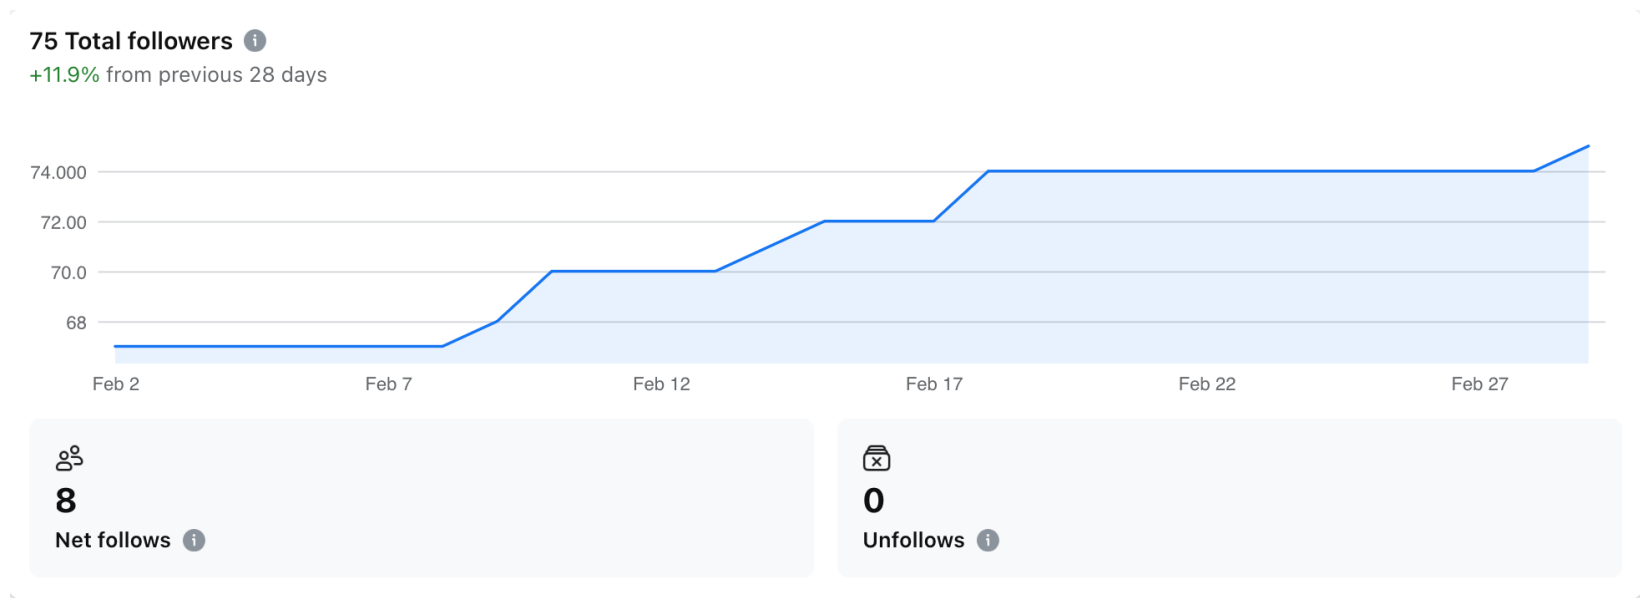 75 Total followers
+11.9% from previous 28 days
74.000
72.00
70.0
68
Feb 2 Feb 7 Feb 12 Feb 17 Feb 22 Feb 27
8
Net follows
0
Unfollows